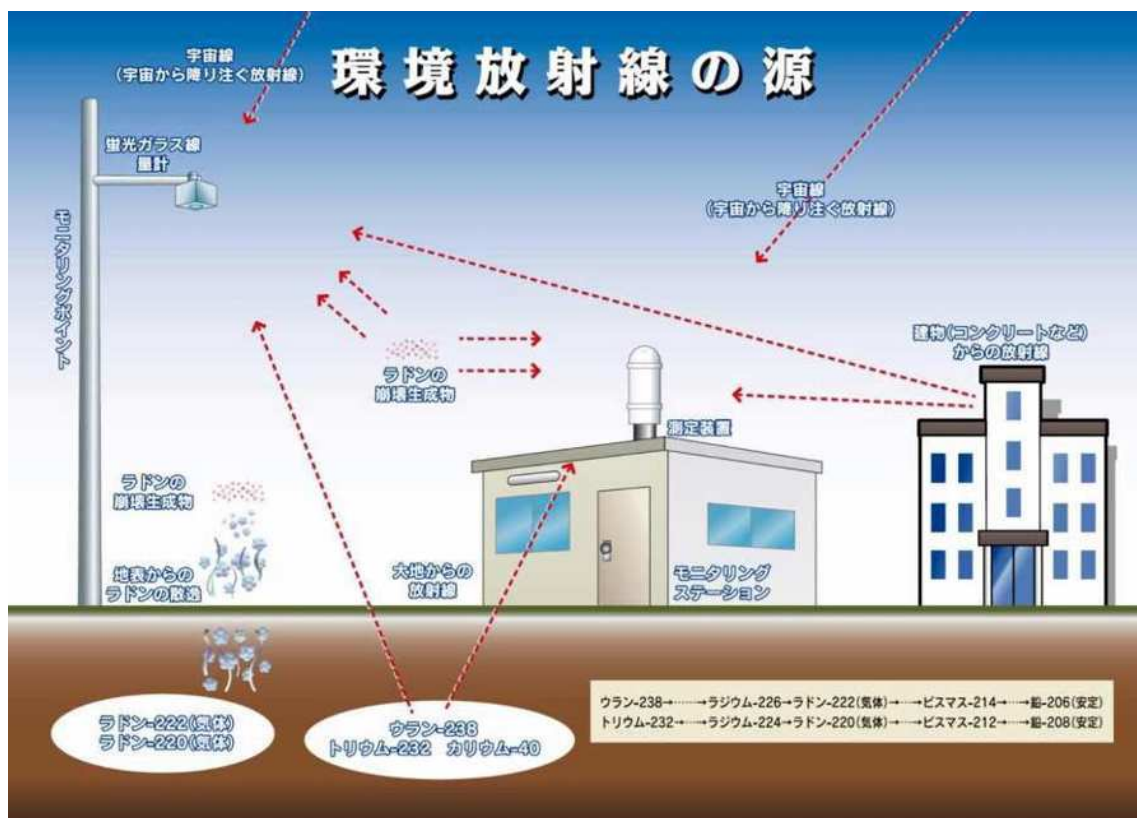 環境放射線の源
宇宙線
(宇宙から降り注ぐ放射線)
蛍光ガラス線
量計
モニタリングポイント
宇宙線
(宇宙から降り注ぐ放射線)
建物(コンクリートなど)
からの放射線
ラドンの
崩壊生成物
測定装置
ラドンの
崩壊生成物
地表からの
ラドンの散逸
大地からの
放射線
モニタリング
ステーション
ラドン-222(気体)
ラドン-220(気体)
ウラン-238
トリウム-232 カリウム-40
ウラン-238→……→ラジウム-226→ラドン-222(気体)→…→ビスマス-214→…→鉛-206(安定)
トリウム-232→…→ラジウム-224→ラドン-220(気体)→…→ビスマス-212→…→鉛-208(安定)